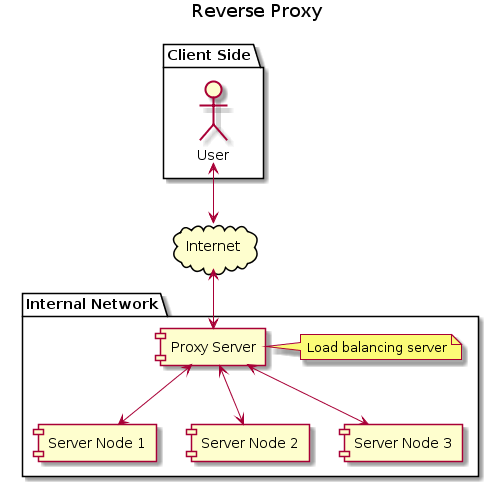 Reverse Proxy
Client Side
User
Internet
Internal Network
Proxy Server
Load balancing server
Server Node 1
Server Node 2
Server Node 3